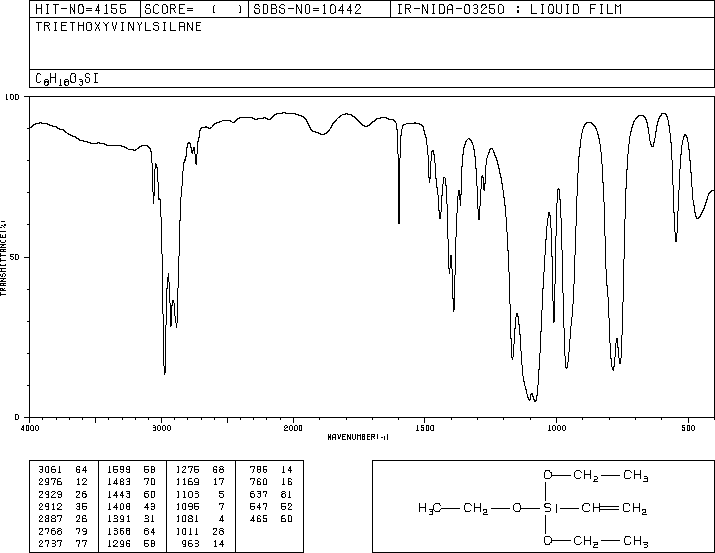 HIT-NO=4155 SCORE= ( ) SDBS-NO=10442 IR-NIDA-03250 : LIQUID FILM
TRIETHOXYVINYLSILANE
C8H18O3SI
100
50
0
TRANSMITTANCE(%)
4000 3000 2000 1500 1000 500
WAVENUMBER(-1)
3061 64 1599 58 1276 68 786 14
2976 12 1483 70 1169 17 760 16
2929 26 1443 60 1103 5 637 81
2912 36 1408 43 1095 7 547 52
2887 26 1391 31 1081 4 465 60
2766 79 1368 64 1011 28
2737 77 1296 58 963 14
O—CH2—CH3
H3C—CH2—O—SI—CH=CH2
O—CH2—CH3